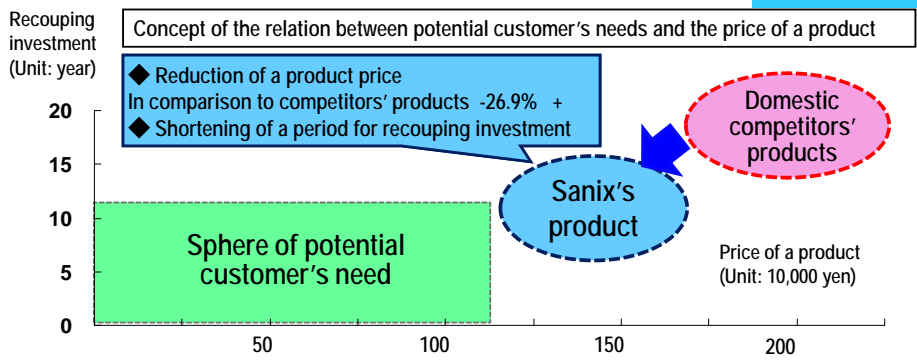 Recouping
investment
(Unit: year)
Concept of the relation between potential customer's needs and the price of a product
◆ Reduction of a product price
In comparison to competitors' products -26.9% +
◆ Shortening of a period for recouping investment
Domestic
competitors'
products
Sanix's
product
Sphere of potential
customer's need
Price of a product
(Unit: 10,000 yen)
20
15
10
5
0
50
100
150
200